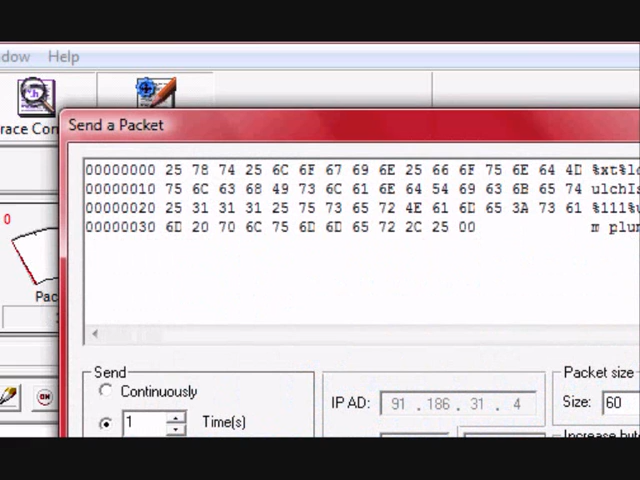 dow Help
race Con
Send a Packet
00000000 25 78 74 25 6C 6F 67 69 6E 25 66 6F 75 6E 64 4D %xt%lo
00000010 75 6C 63 68 49 73 6C 61 6E 64 54 69 63 6B 65 74 ulchIs
00000020 25 31 31 31 25 75 73 65 72 4E 61 6D 65 3A 73 61 %111%u
00000030 6D 20 70 6C 75 6D 6D 65 72 2C 25 00 m plum
0
Pac
Send
Continuously
1 Time(s)
IP AD: 91 . 186 . 31 . 4
Packet size
Size: 60
ON